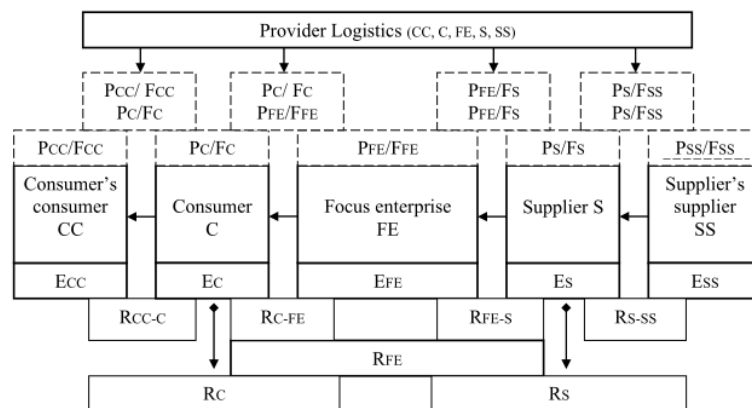 Provider Logistics (CC, C, FE, S, SS)
PCC/ FCC
PC/FC
PC/ FC
PFE/FFE
PFE/FS
PFE/FS
PS/FSS
PS/FSS
PCC/FCC
PC/FC
PFE/FFE
PS/FS
PSS/FSS
Consumer's
consumer
CC
Consumer
C
Focus enterprise
FE
Supplier S
Supplier's
supplier
SS
ECC
EC
EFE
ES
ESS
RCC-C
RC-FE
RFE-S
RS-SS
RFE
RC
RS